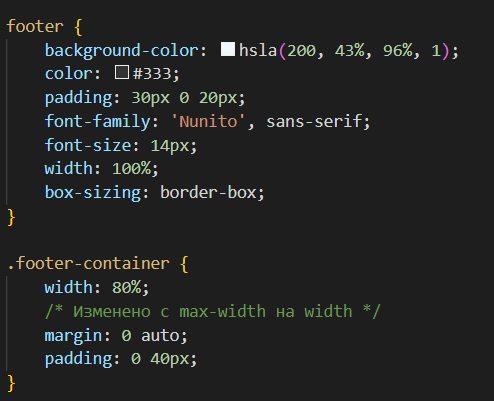 footer {
background-color: hsla(200, 43%, 96%, 1);
color: #333;
padding: 30px 0 20px;
font-family: 'Nunito', sans-serif;
font-size: 14px;
width: 100%;
box-sizing: border-box;
}
.footer-container {
width: 80%;
/* Изменено с max-width на width */
margin: 0 auto;
padding: 0 40px;
}